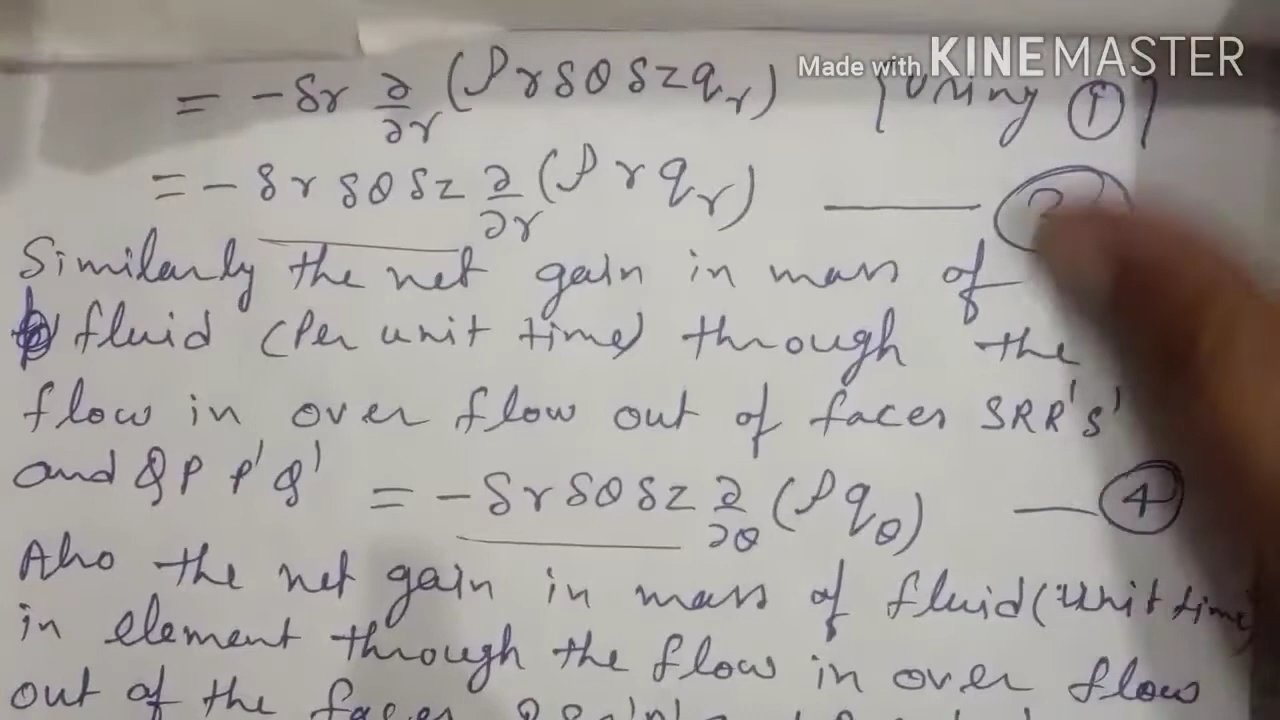 Made with KINEMASTER
= - δr ∂/∂r (ρ r δθ δz q_r) {Using ①}
= - δr δθ δz ∂/∂r (ρ r q_r)
Similarly the net gain in mass of
fluid (Per unit time) through the
flow in over flow out of faces SRR's'
and QP P'Q' = - δr δθ δz ∂/∂θ (ρ q_θ) — ④
Also the net gain in mass of fluid (unit time)
in element through the flow in over flow
out of the faces